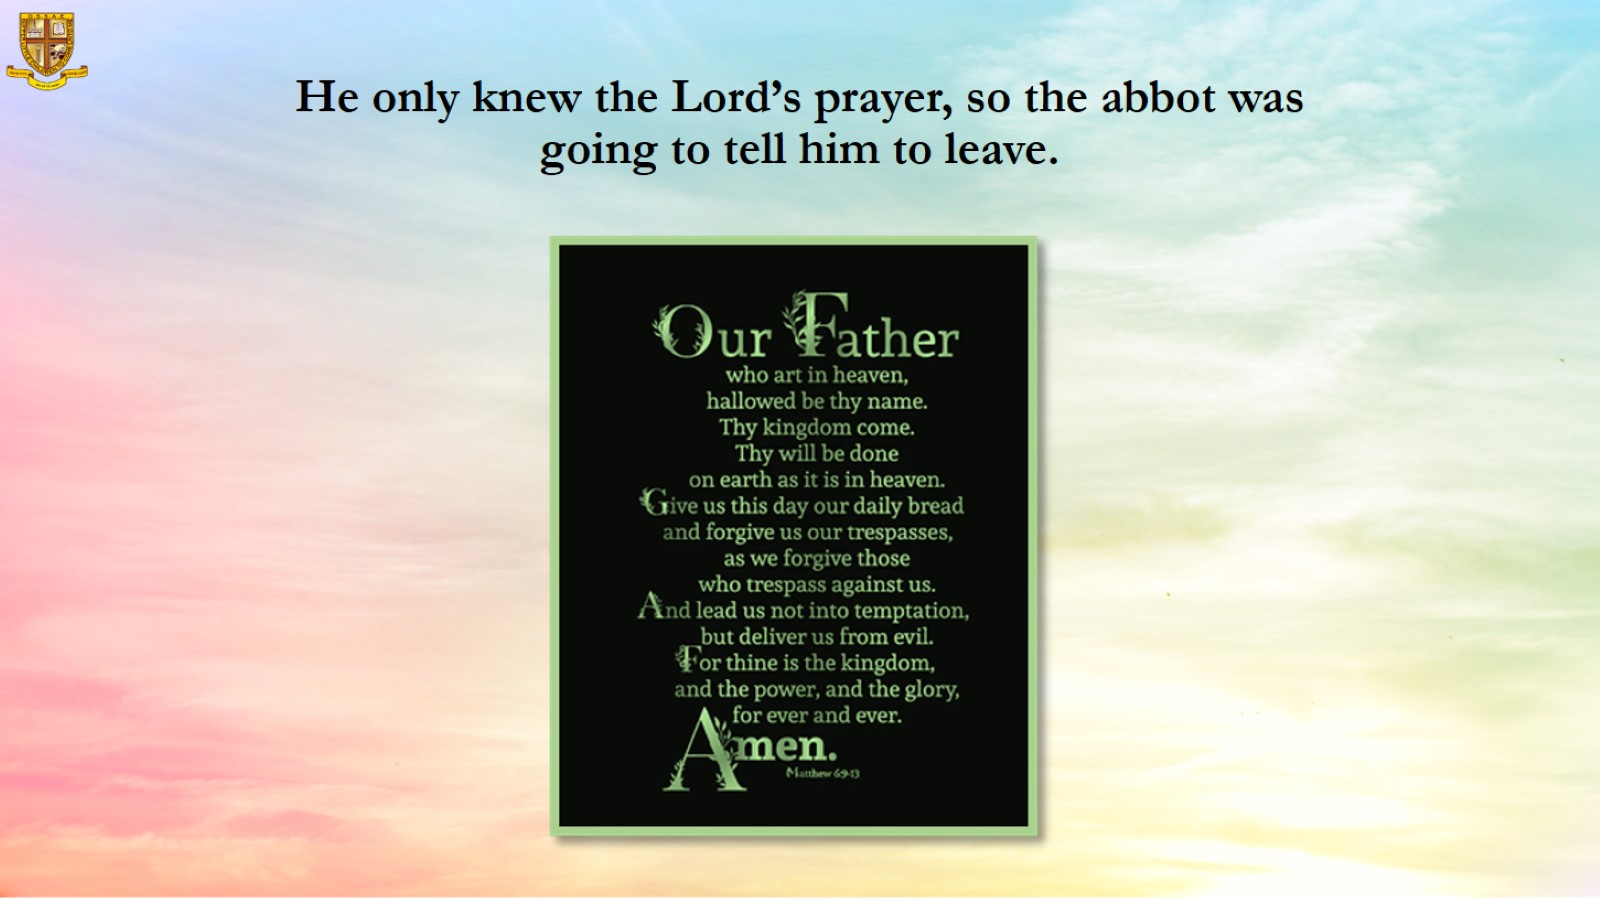 He only knew the Lord’s prayer, so the abbot was
going to tell him to leave.
Our Father
who art in heaven,
hallowed be thy name.
Thy kingdom come.
Thy will be done
on earth as it is in heaven.
Give us this day our daily bread
and forgive us our trespasses,
as we forgive those
who trespass against us.
And lead us not into temptation,
but deliver us from evil.
For thine is the kingdom,
and the power, and the glory,
for ever and ever.
Amen.
Matthew 6:9-13